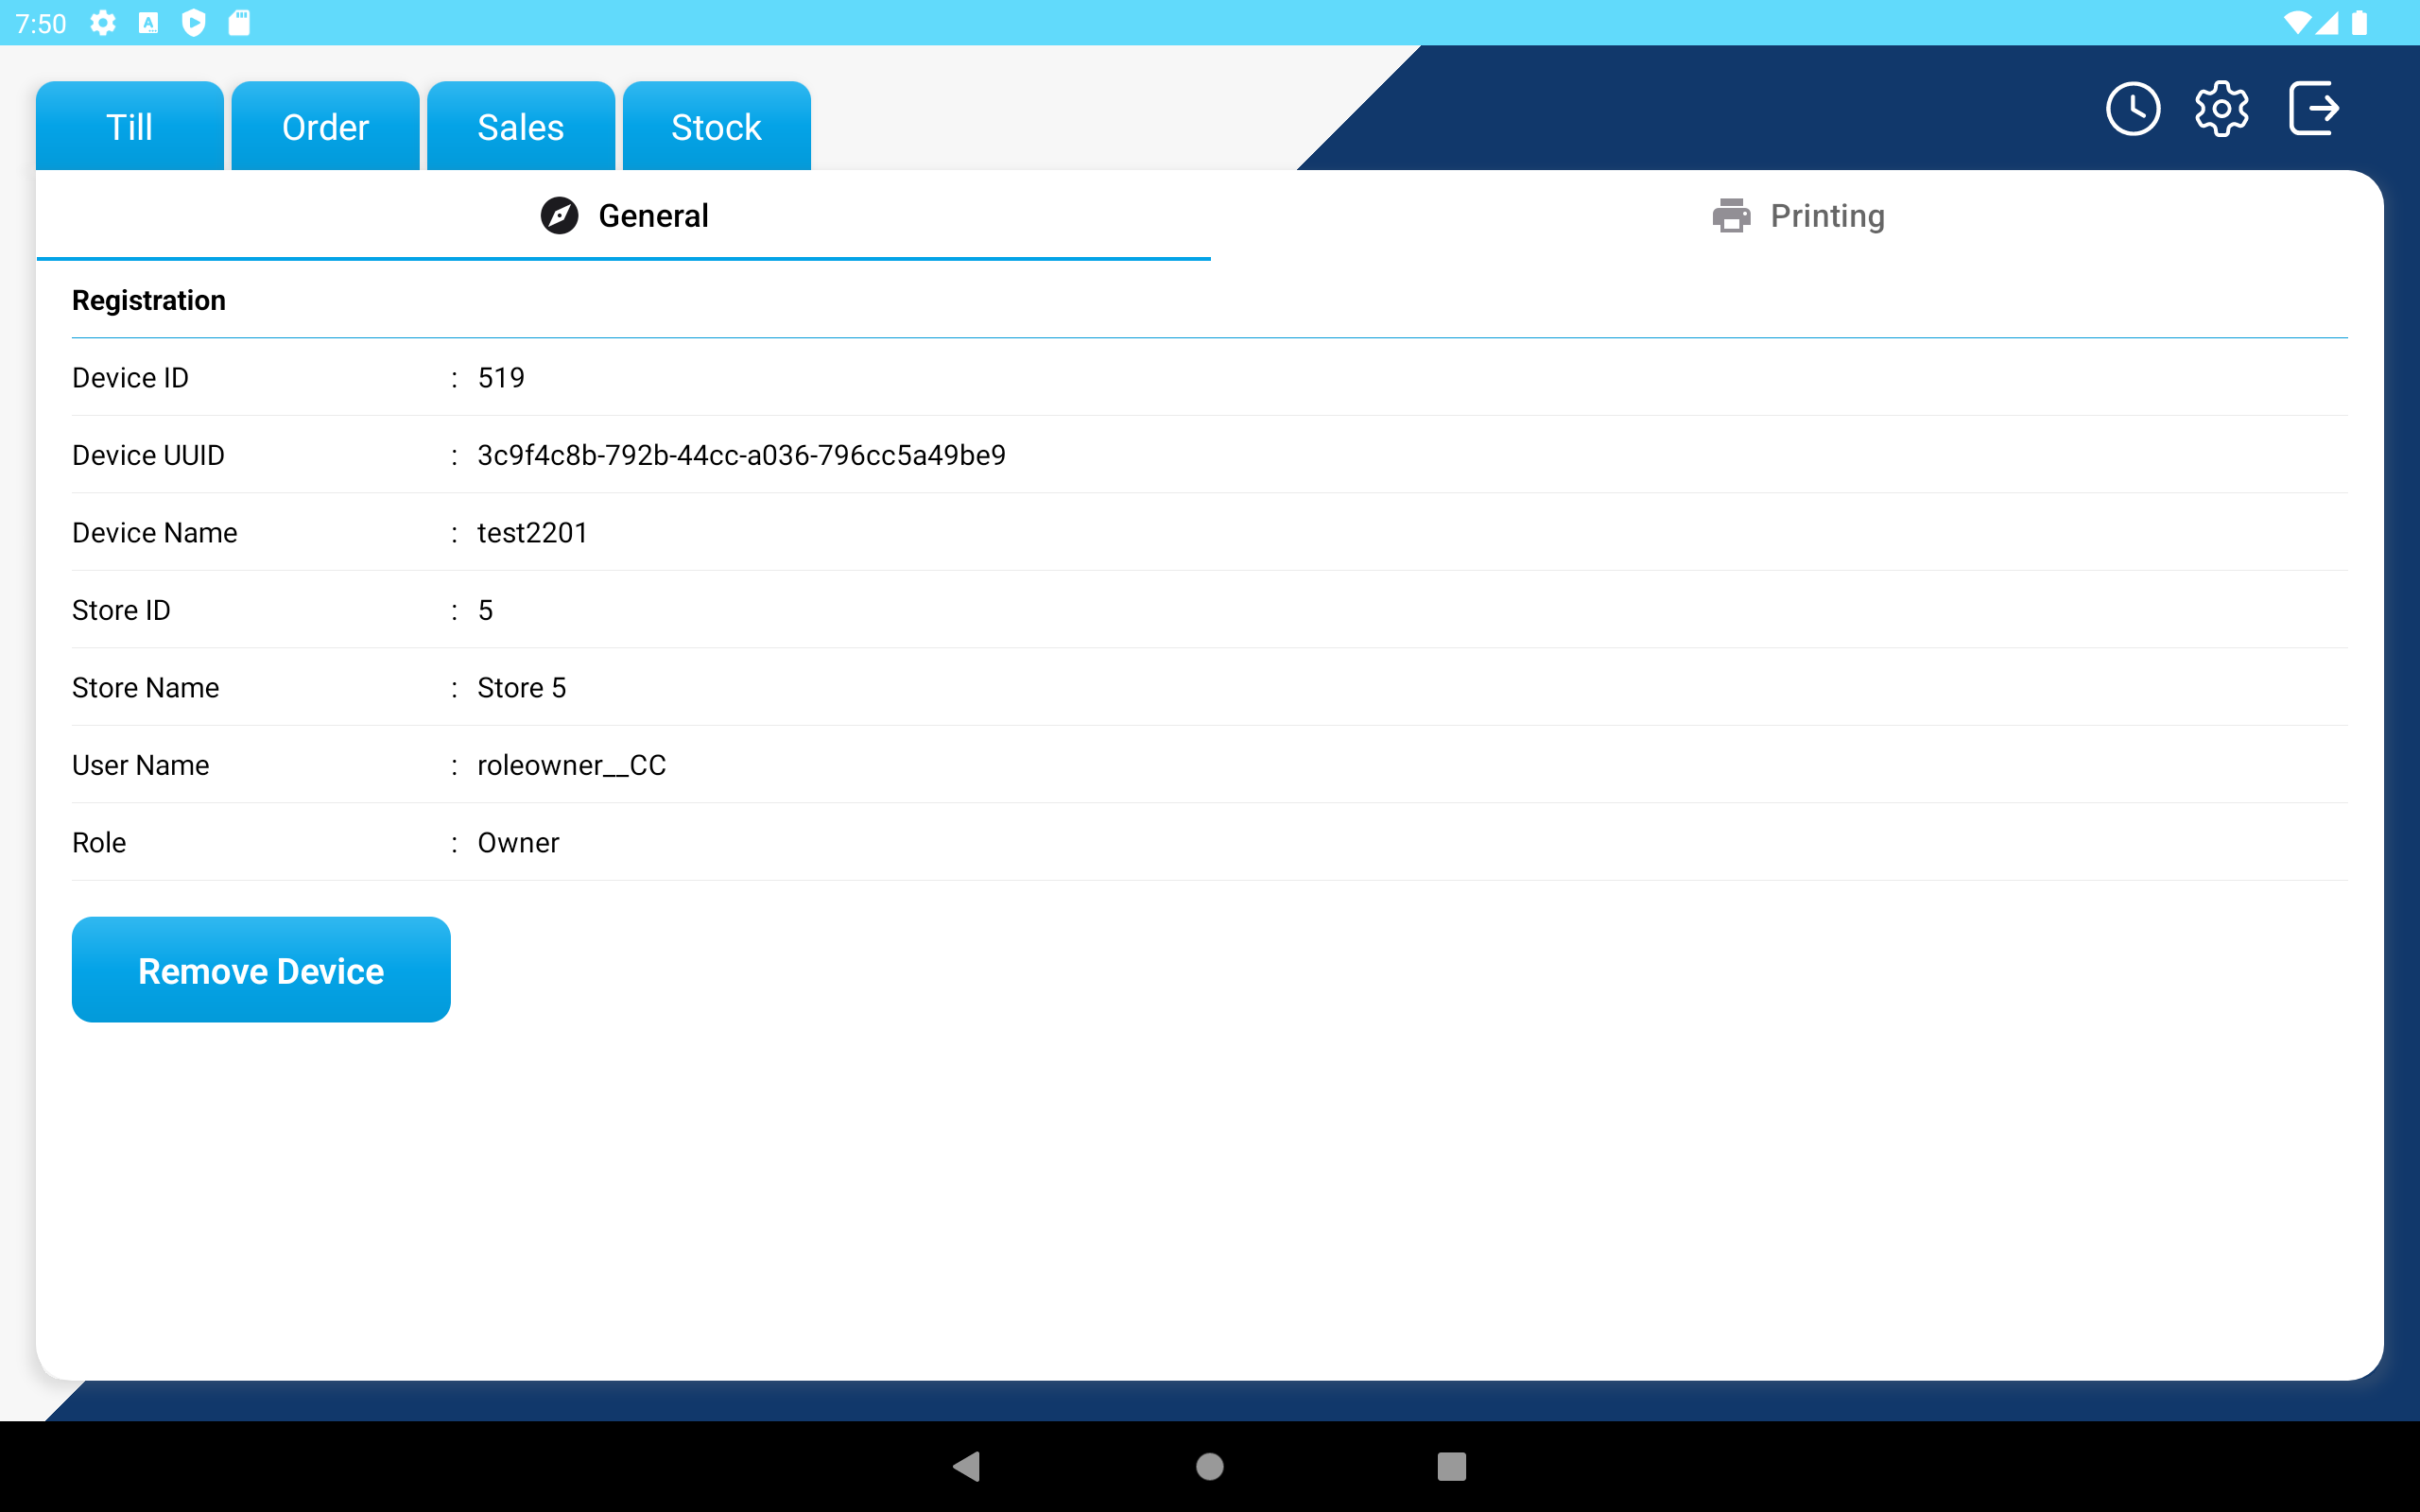 7:50
Till Order Sales Stock
General Printing
Registration
Device ID : 519
Device UUID : 3c9f4c8b-792b-44cc-a036-796cc5a49be9
Device Name : test2201
Store ID : 5
Store Name : Store 5
User Name : roleowner__CC
Role : Owner
Remove Device